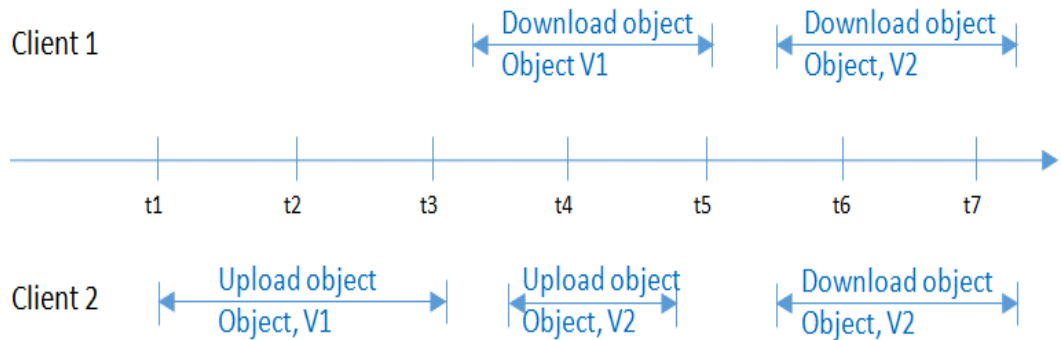 Client 1
Download object
Object V1
Download object
Object, V2
t1 t2 t3 t4 t5 t6 t7
Client 2
Upload object
Object, V1
Upload object
Object, V2
Download object
Object, V2